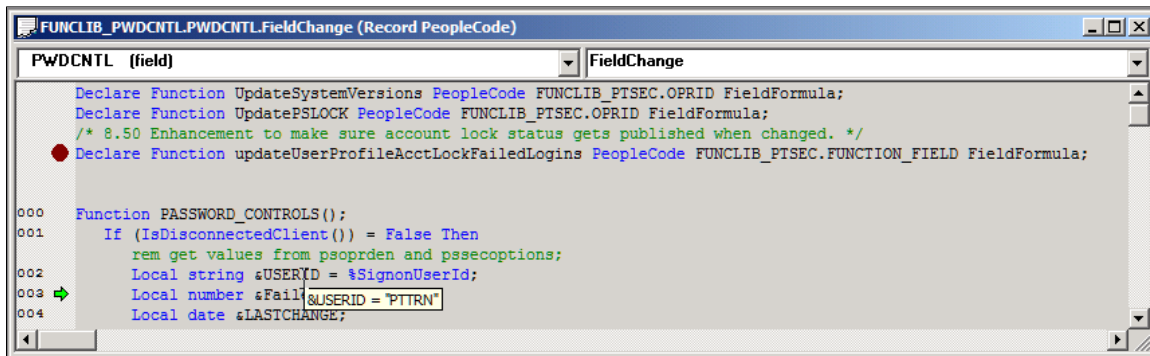 FUNCLIB_PWDCNTL.PWDCNTL.FieldChange (Record PeopleCode)
PWDCNTL (field)
FieldChange
Declare Function UpdateSystemVersions PeopleCode FUNCLIB_PTSEC.OPRID FieldFormula;
Declare Function UpdatePSLOCK PeopleCode FUNCLIB_PTSEC.OPRID FieldFormula;
/* 8.50 Enhancement to make sure account lock status gets published when changed. */
Declare Function updateUserProfileAcctLockFailedLogins PeopleCode FUNCLIB_PTSEC.FUNCTION_FIELD FieldFormula;
000 Function PASSWORD_CONTROLS();
001 If (IsDisconnectedClient()) = False Then
rem get values from psoprden and pssecoptions;
002 Local string &USERID = %SignonUserId;
003 Local number &Fail
&USERID = "PTTRN"
004 Local date &LASTCHANGE;